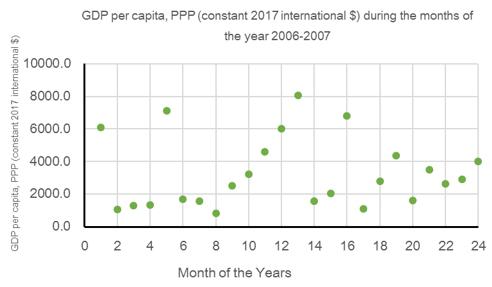 GDP per capita, PPP (constant 2017 international $) during the months of
the year 2006-2007
GDP per capita, PPP (constant 2017 international $)
10000.0
8000.0
6000.0
4000.0
2000.0
0.0
0 2 4 6 8 10 12 14 16 18 20 22 24
Month of the Years